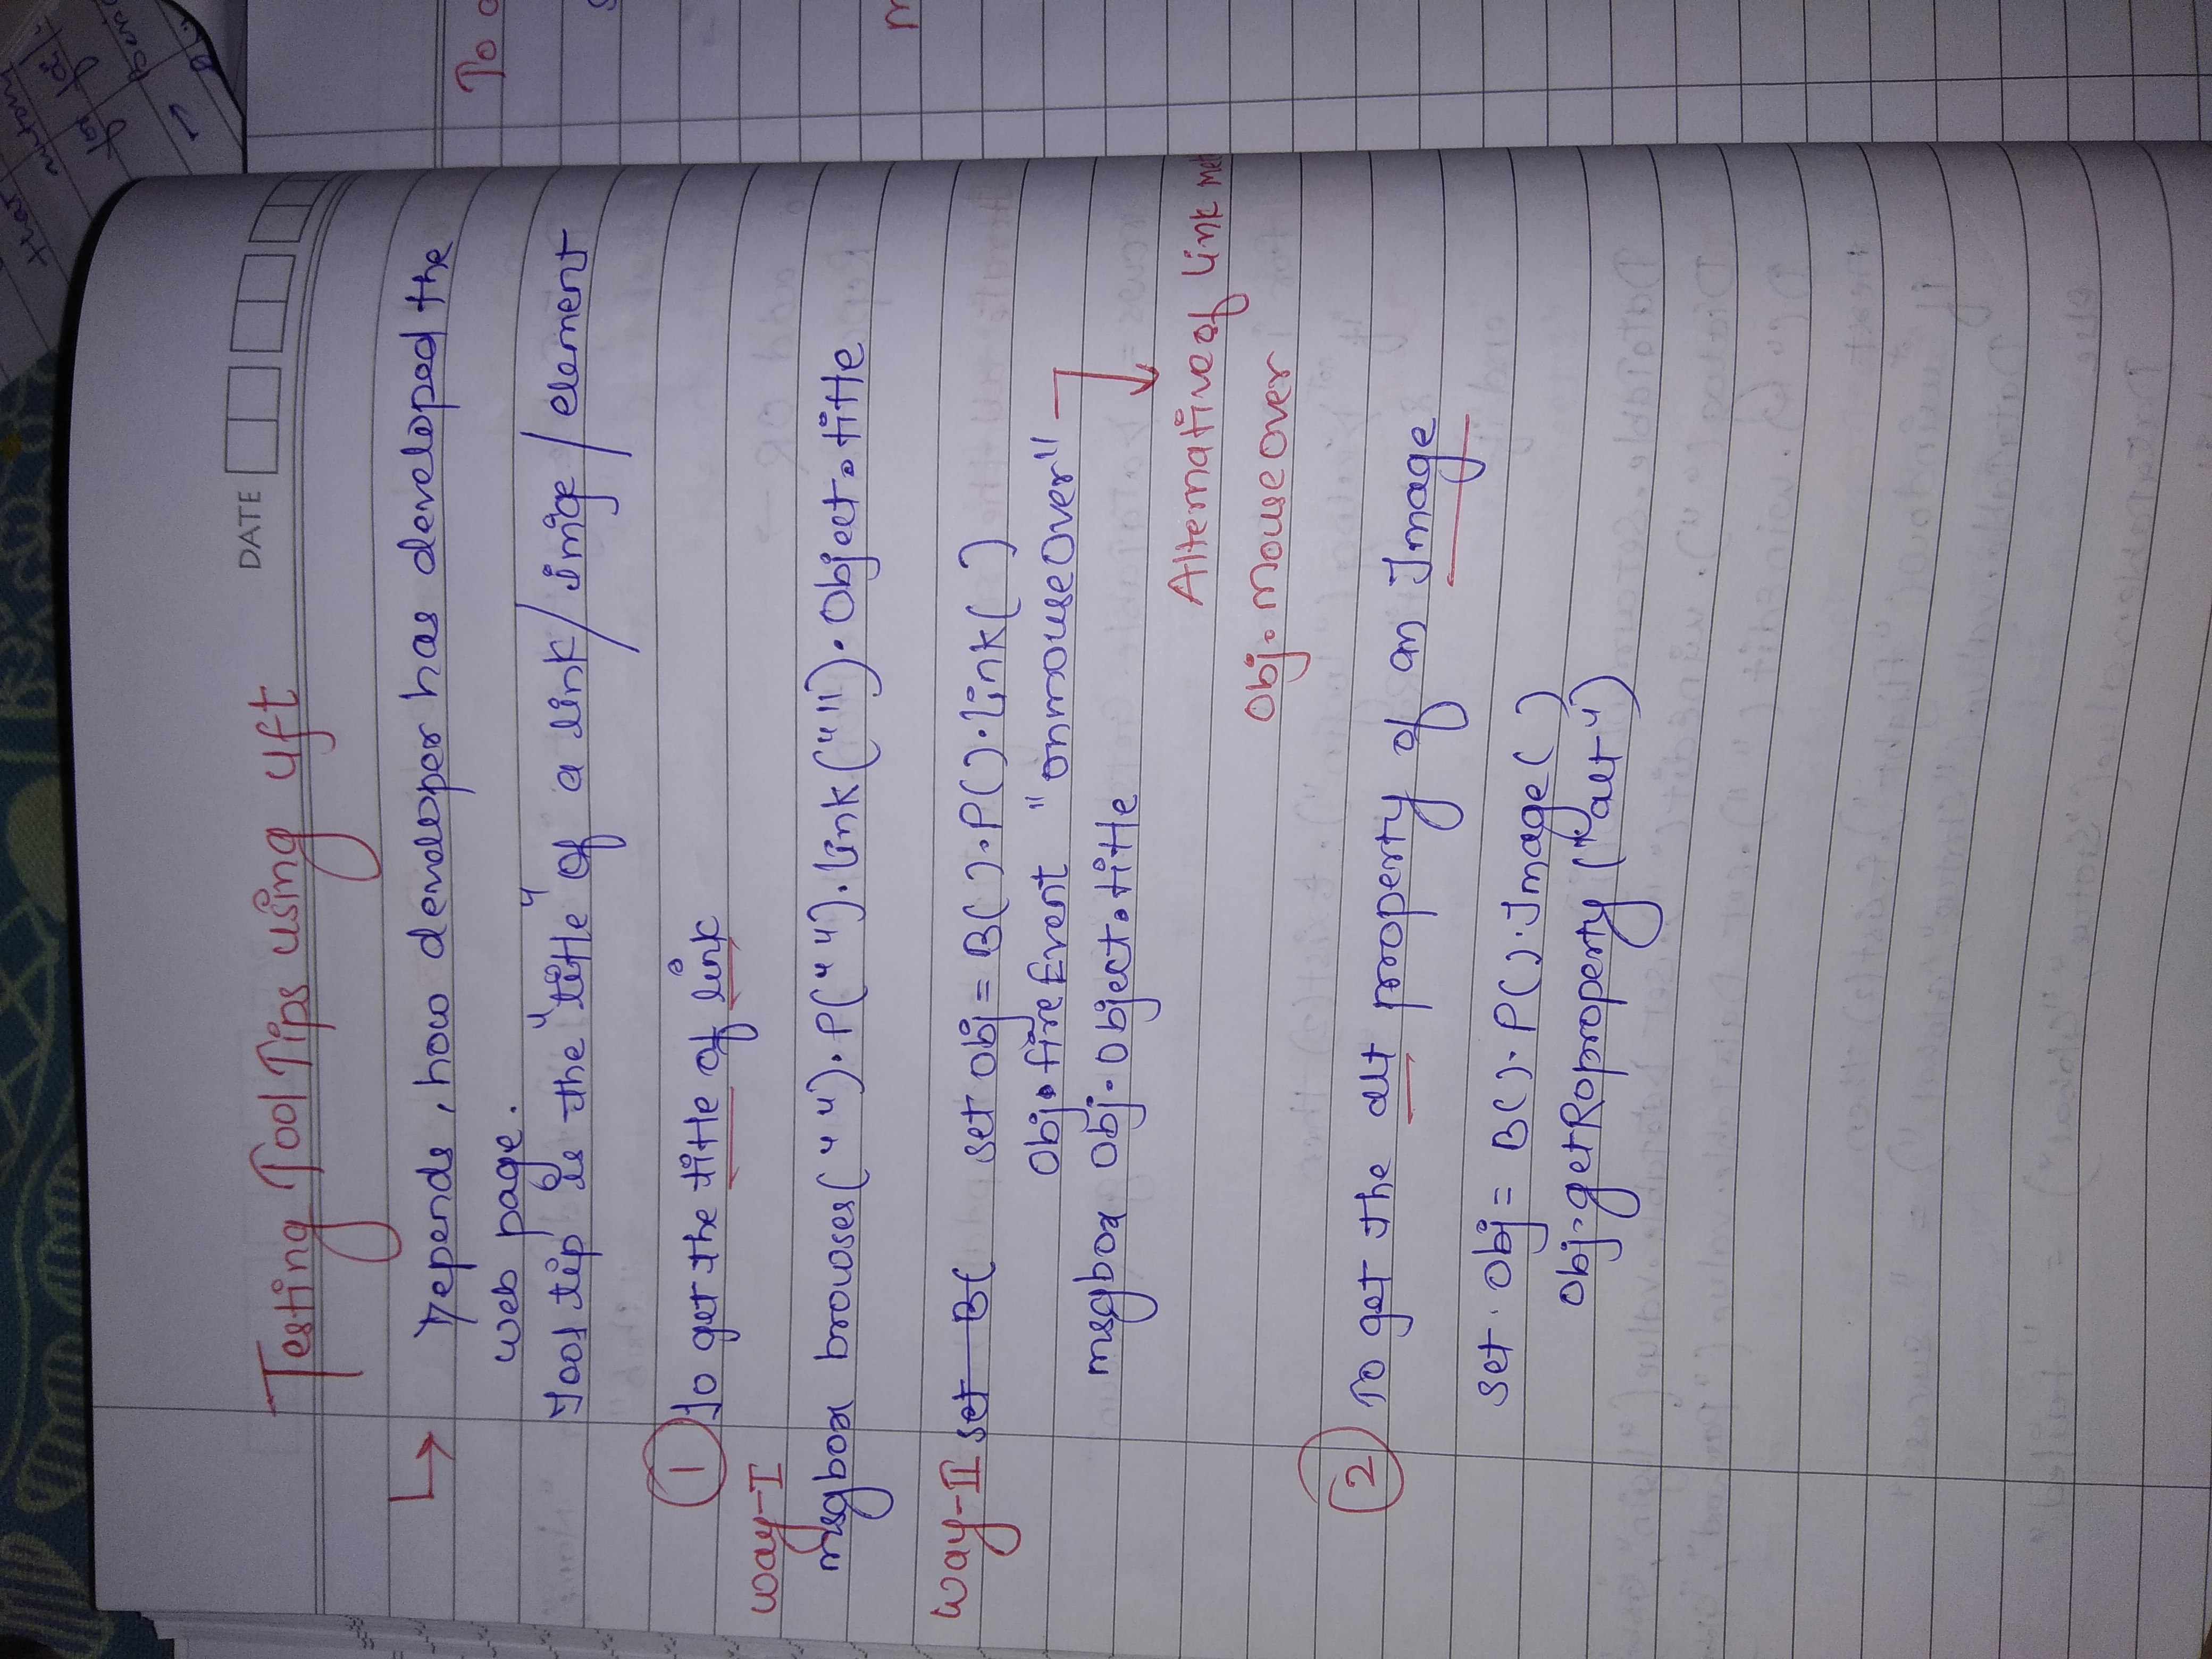 DATE
Testing Tool Tips using uft
↳ Depends, how developer has developed the
web page.
Tool tip is the "title" of a link/image/element
① To get the title of link
way-I
msgbox browses(" ").P(" ").link(" ").Object.title
way-II set B( set obj = B( ).P( ).link( )
obj.fireEvent "onmouseOver"
msgbox obj.object.title
Alternative of link
obj.mouseover
② To get the alt property of an Image
set. obj = B( ).P( ).Image( )
obj.getROproperty ("alt")